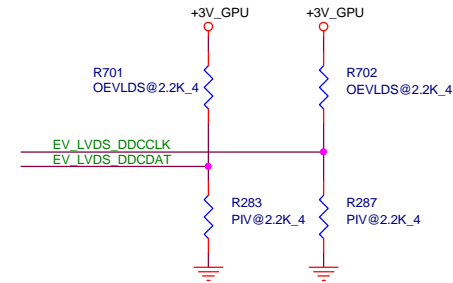 +3V_GPU +3V_GPU
R701 R702
OEVLDS@2.2K_4 OEVLDS@2.2K_4
EV_LVDS_DDCCLK
EV_LVDS_DDCDAT
R283 R287
PIV@2.2K_4 PIV@2.2K_4